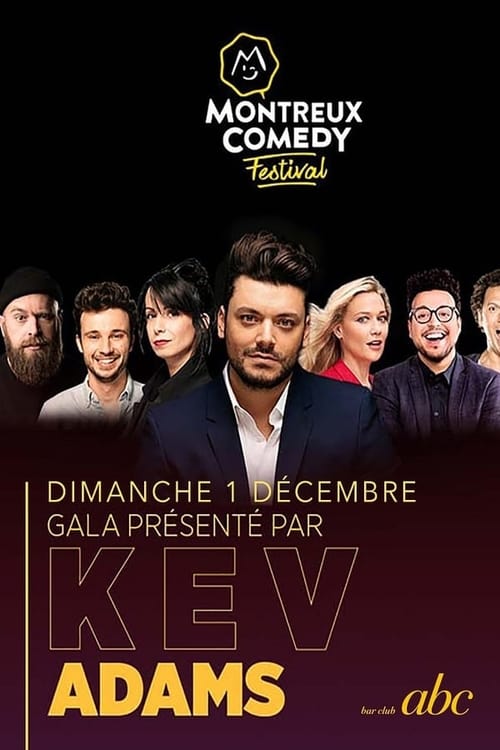 MONTREUX
COMEDY
Festival
DIMANCHE 1 DÉCEMBRE
GALA PRÉSENTÉ PAR
KEV
ADAMS
bar club abc